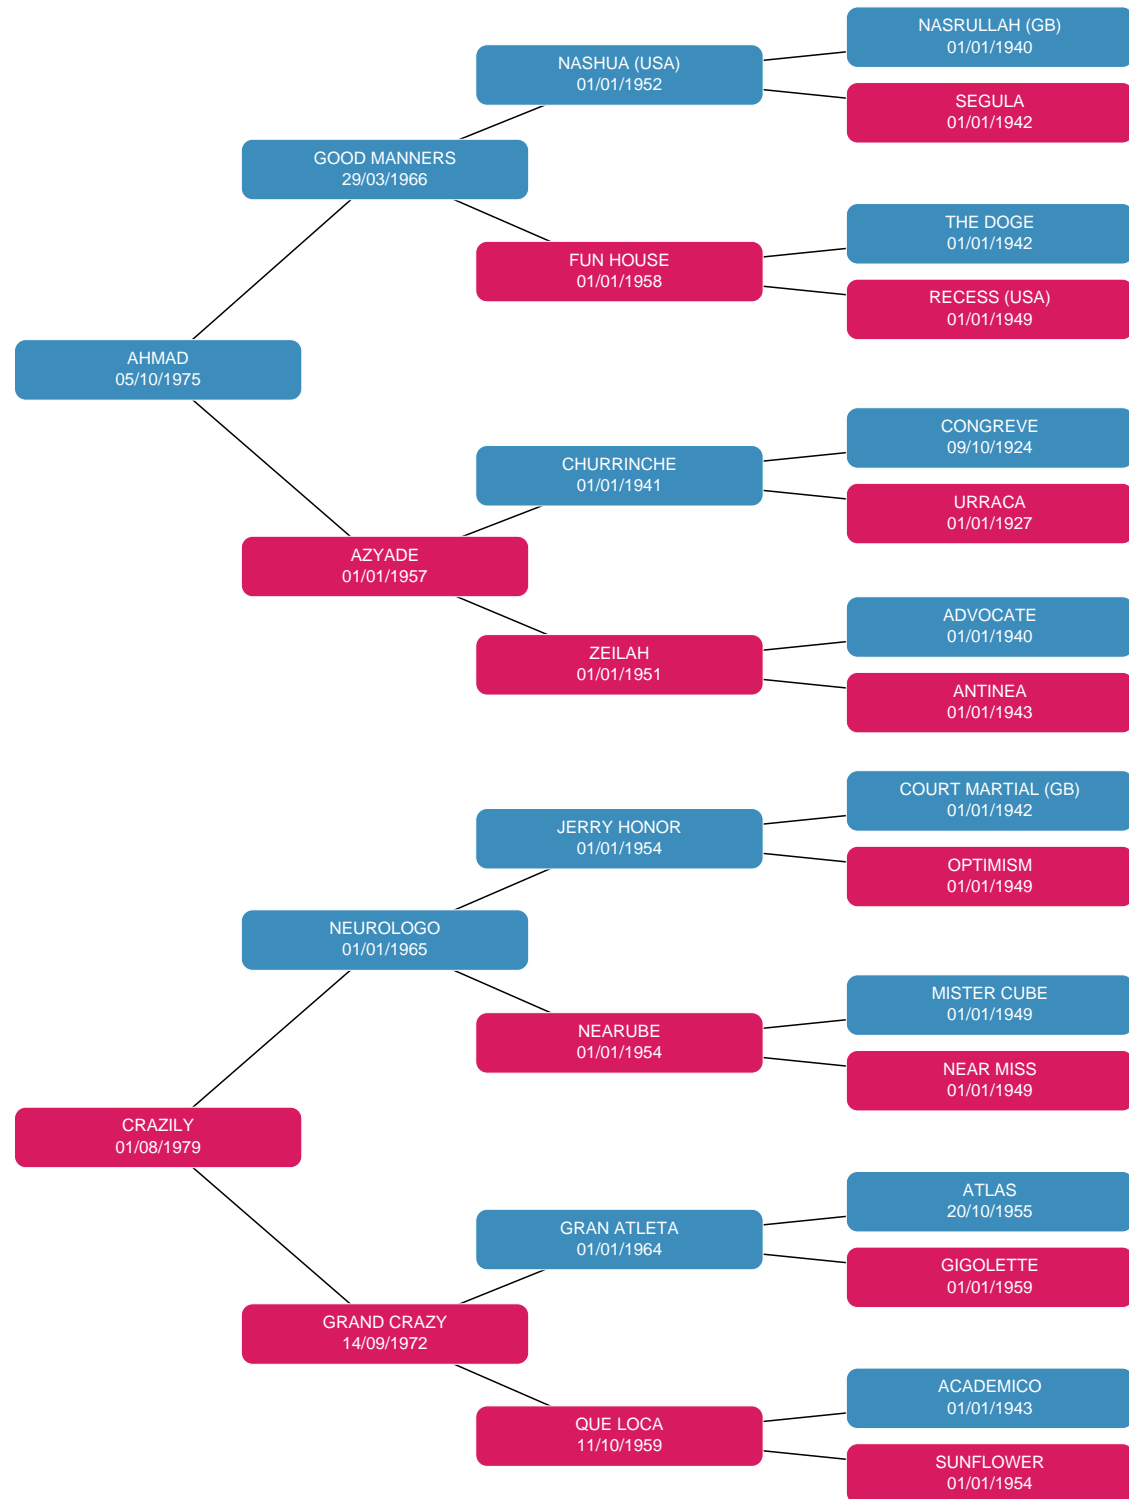 NASRULLAH (GB)
01/01/1940
NASHUA (USA)
01/01/1952
SEGULA
01/01/1942
GOOD MANNERS
29/03/1966
THE DOGE
01/01/1942
FUN HOUSE
01/01/1958
RECESS (USA)
01/01/1949
AHMAD
05/10/1975
CONGREVE
09/10/1924
CHURRINCHE
01/01/1941
URRACA
01/01/1927
AZYADE
01/01/1957
ADVOCATE
01/01/1940
ZEILAH
01/01/1951
ANTINEA
01/01/1943
COURT MARTIAL (GB)
01/01/1942
JERRY HONOR
01/01/1954
OPTIMISM
01/01/1949
NEUROLOGO
01/01/1965
MISTER CUBE
01/01/1949
NEARUBE
01/01/1954
NEAR MISS
01/01/1949
CRAZILY
01/08/1979
ATLAS
20/10/1955
GRAN ATLETA
01/01/1964
GIGOLETTE
01/01/1959
GRAND CRAZY
14/09/1972
ACADEMICO
01/01/1943
QUE LOCA
11/10/1959
SUNFLOWER
01/01/1954